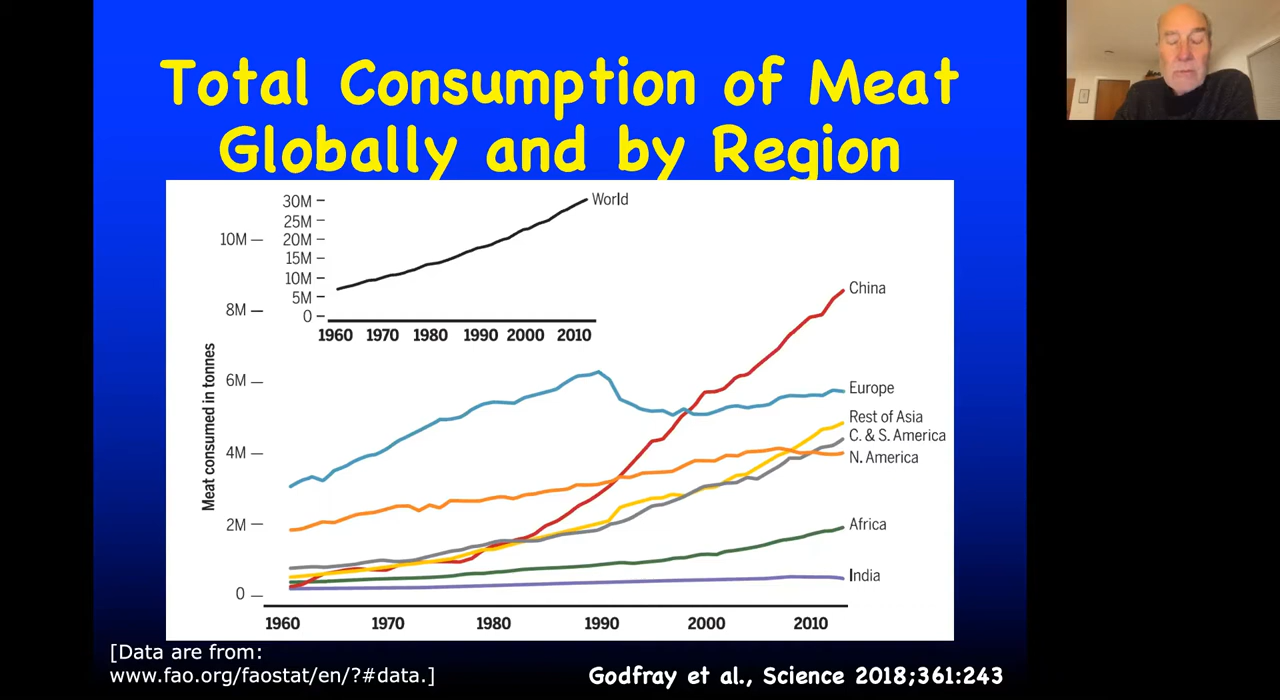 Total Consumption of Meat
Globally and by Region
30M
World
25M
10M
20M
15M
10M
China
8M
5M
0
1960 1970 1980 1990 2000 2010
Meat consumed in tonnes
6M
Europe
Rest of Asia
C. & S. America
4M
N. America
2M
Africa
India
0
1960 1970 1980 1990 2000 2010
[Data are from:
www.fao.org/faostat/en/?#data.]
Godfray et al., Science 2018;361:243